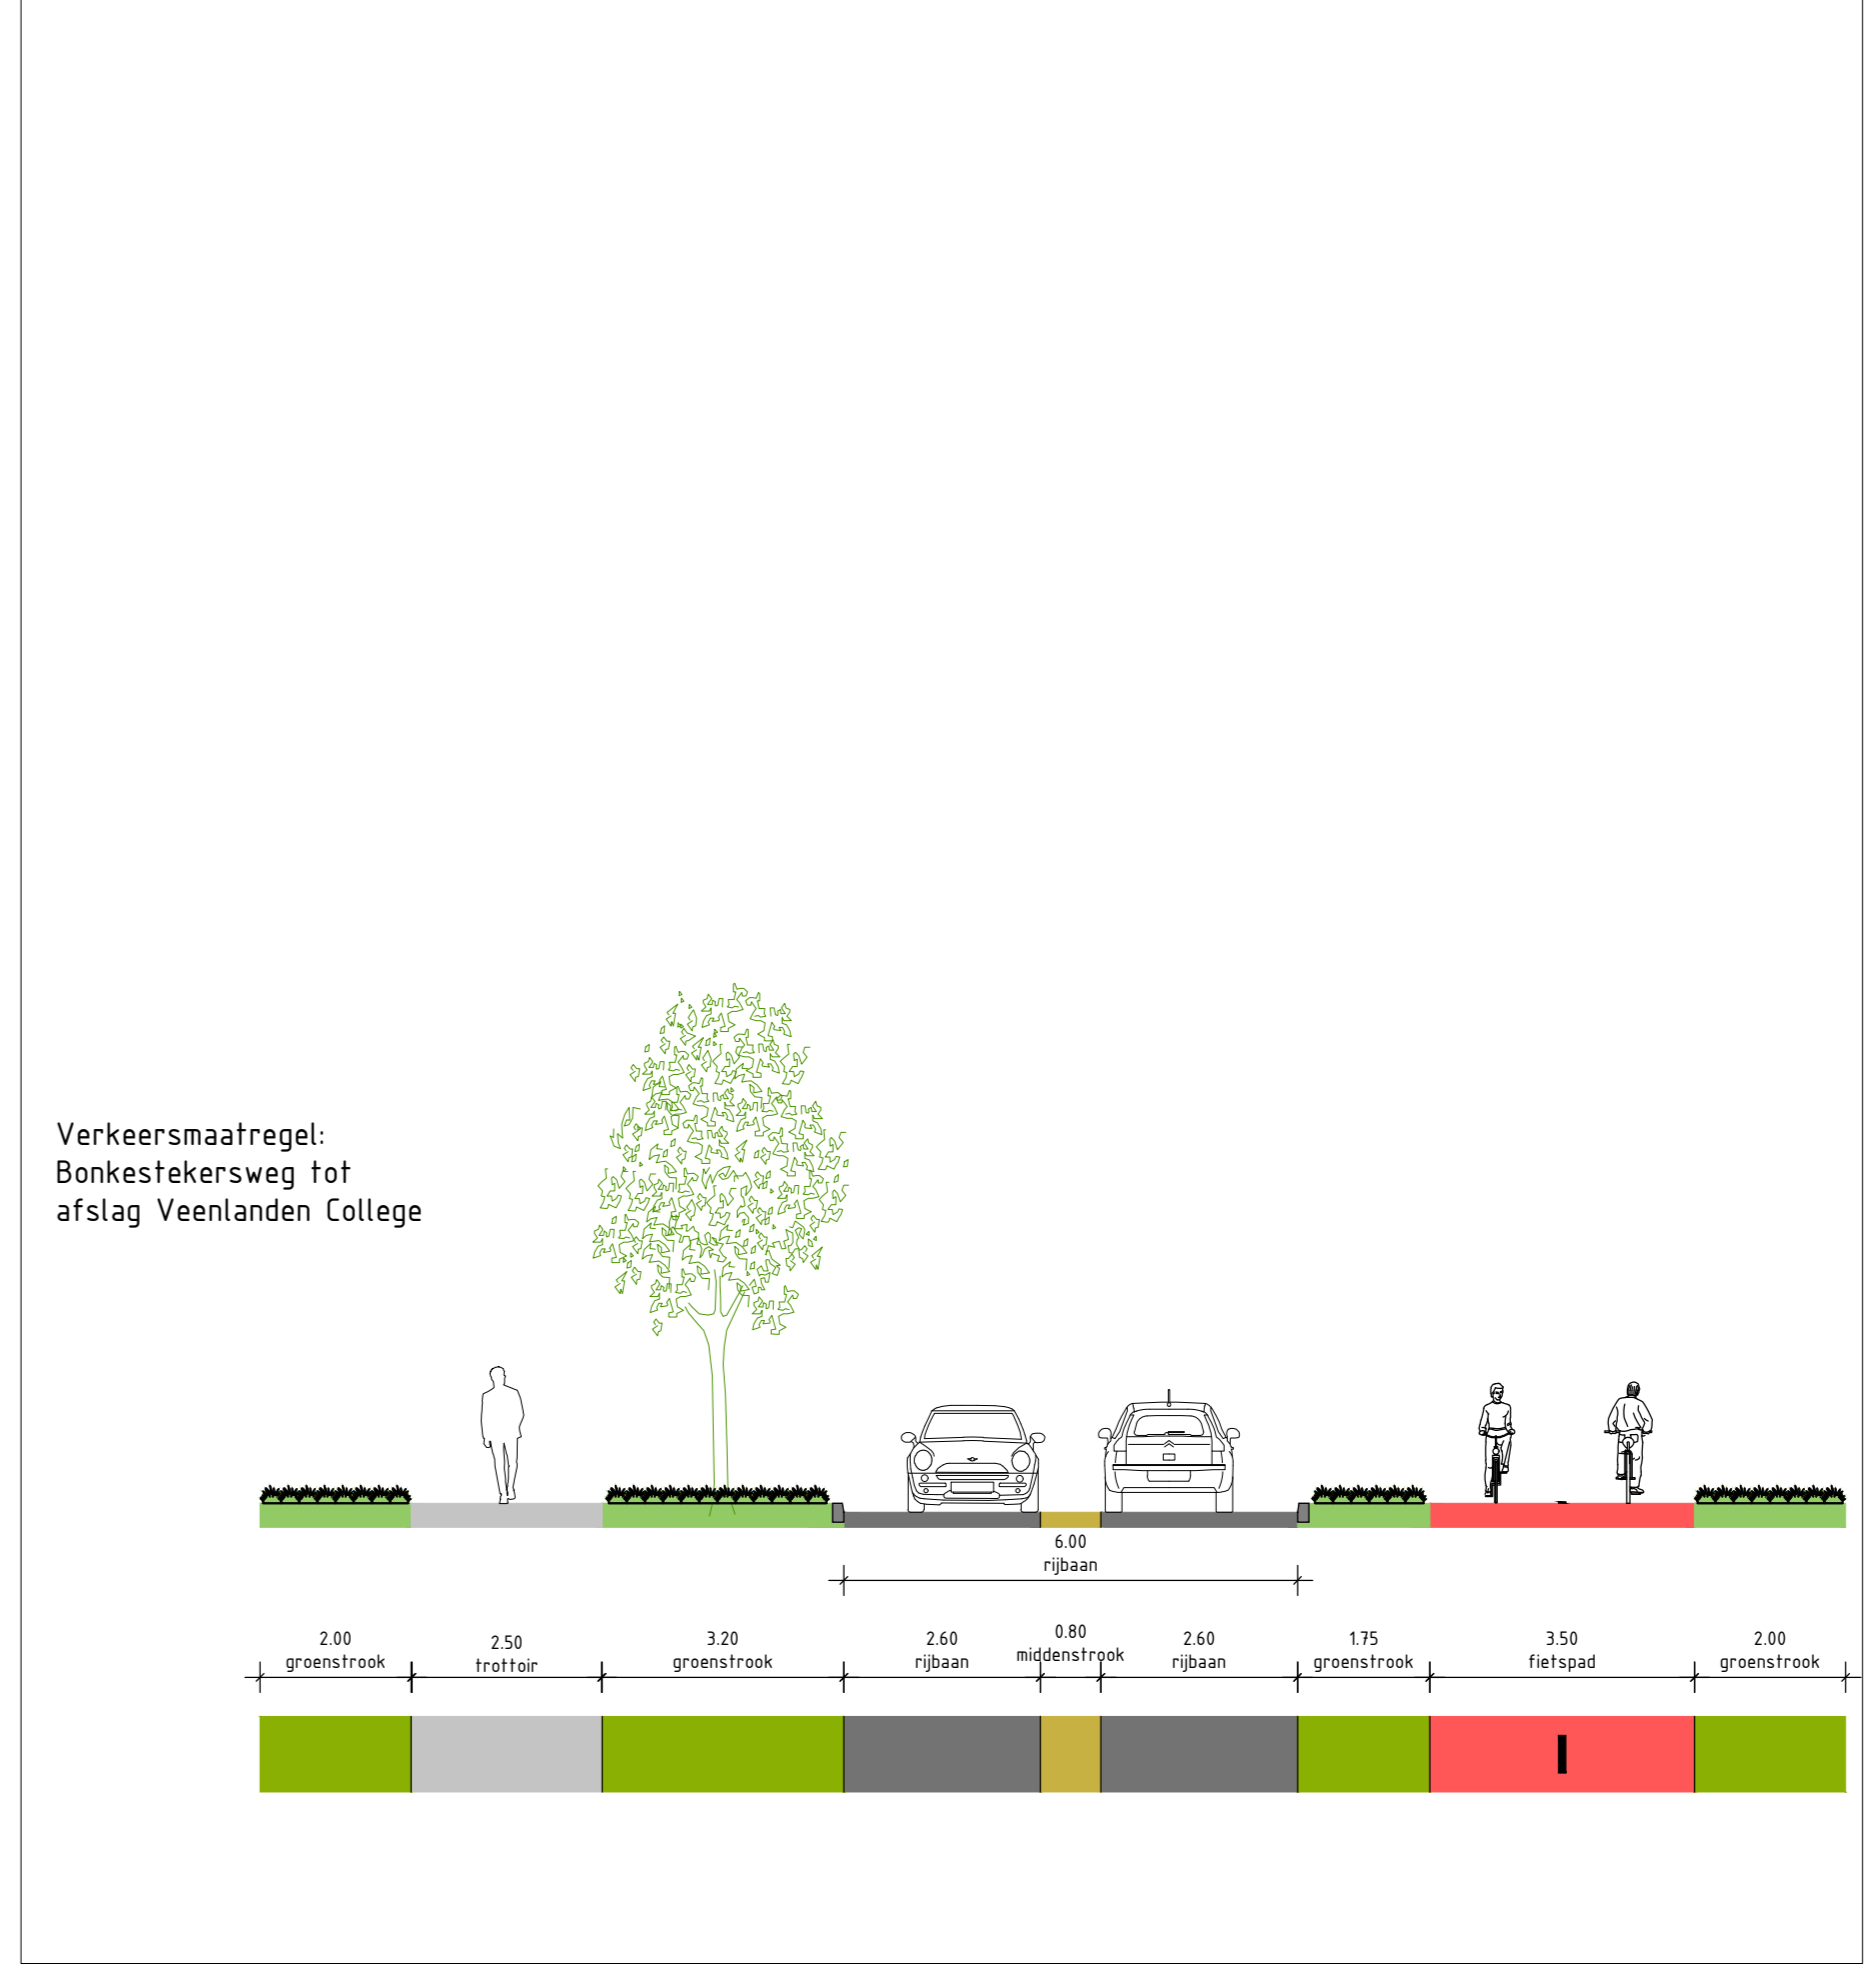 Verkeersmaatregel:
Bonkestekersweg tot
afslag Veenlanden College
6.00
rijbaan
2.00
groenstrook
2.50
trottoir
3.20
groenstrook
2.60
rijbaan
0.80
middenstrook
2.60
rijbaan
1.75
groenstrook
3.50
fietspad
2.00
groenstrook